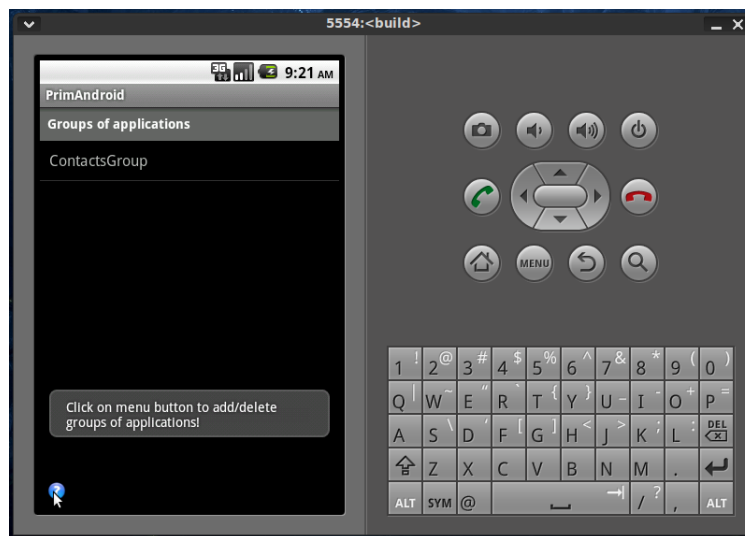 5554:<build>
3G 9:21 AM
PrimAndroid
Groups of applications
ContactsGroup
Click on menu button to add/delete
groups of applications!
?
MENU
1 ! 2 @ 3 # 4 $ 5 % 6 ^ 7 & 8 * 9 ( 0 )
Q | W ~ E " R ` T { Y } U _ I - O + P =
A S \ D ' F [ G ] H < J > K ; L : DEL
Z X C V B N M .
ALT SYM @ / ? , ALT